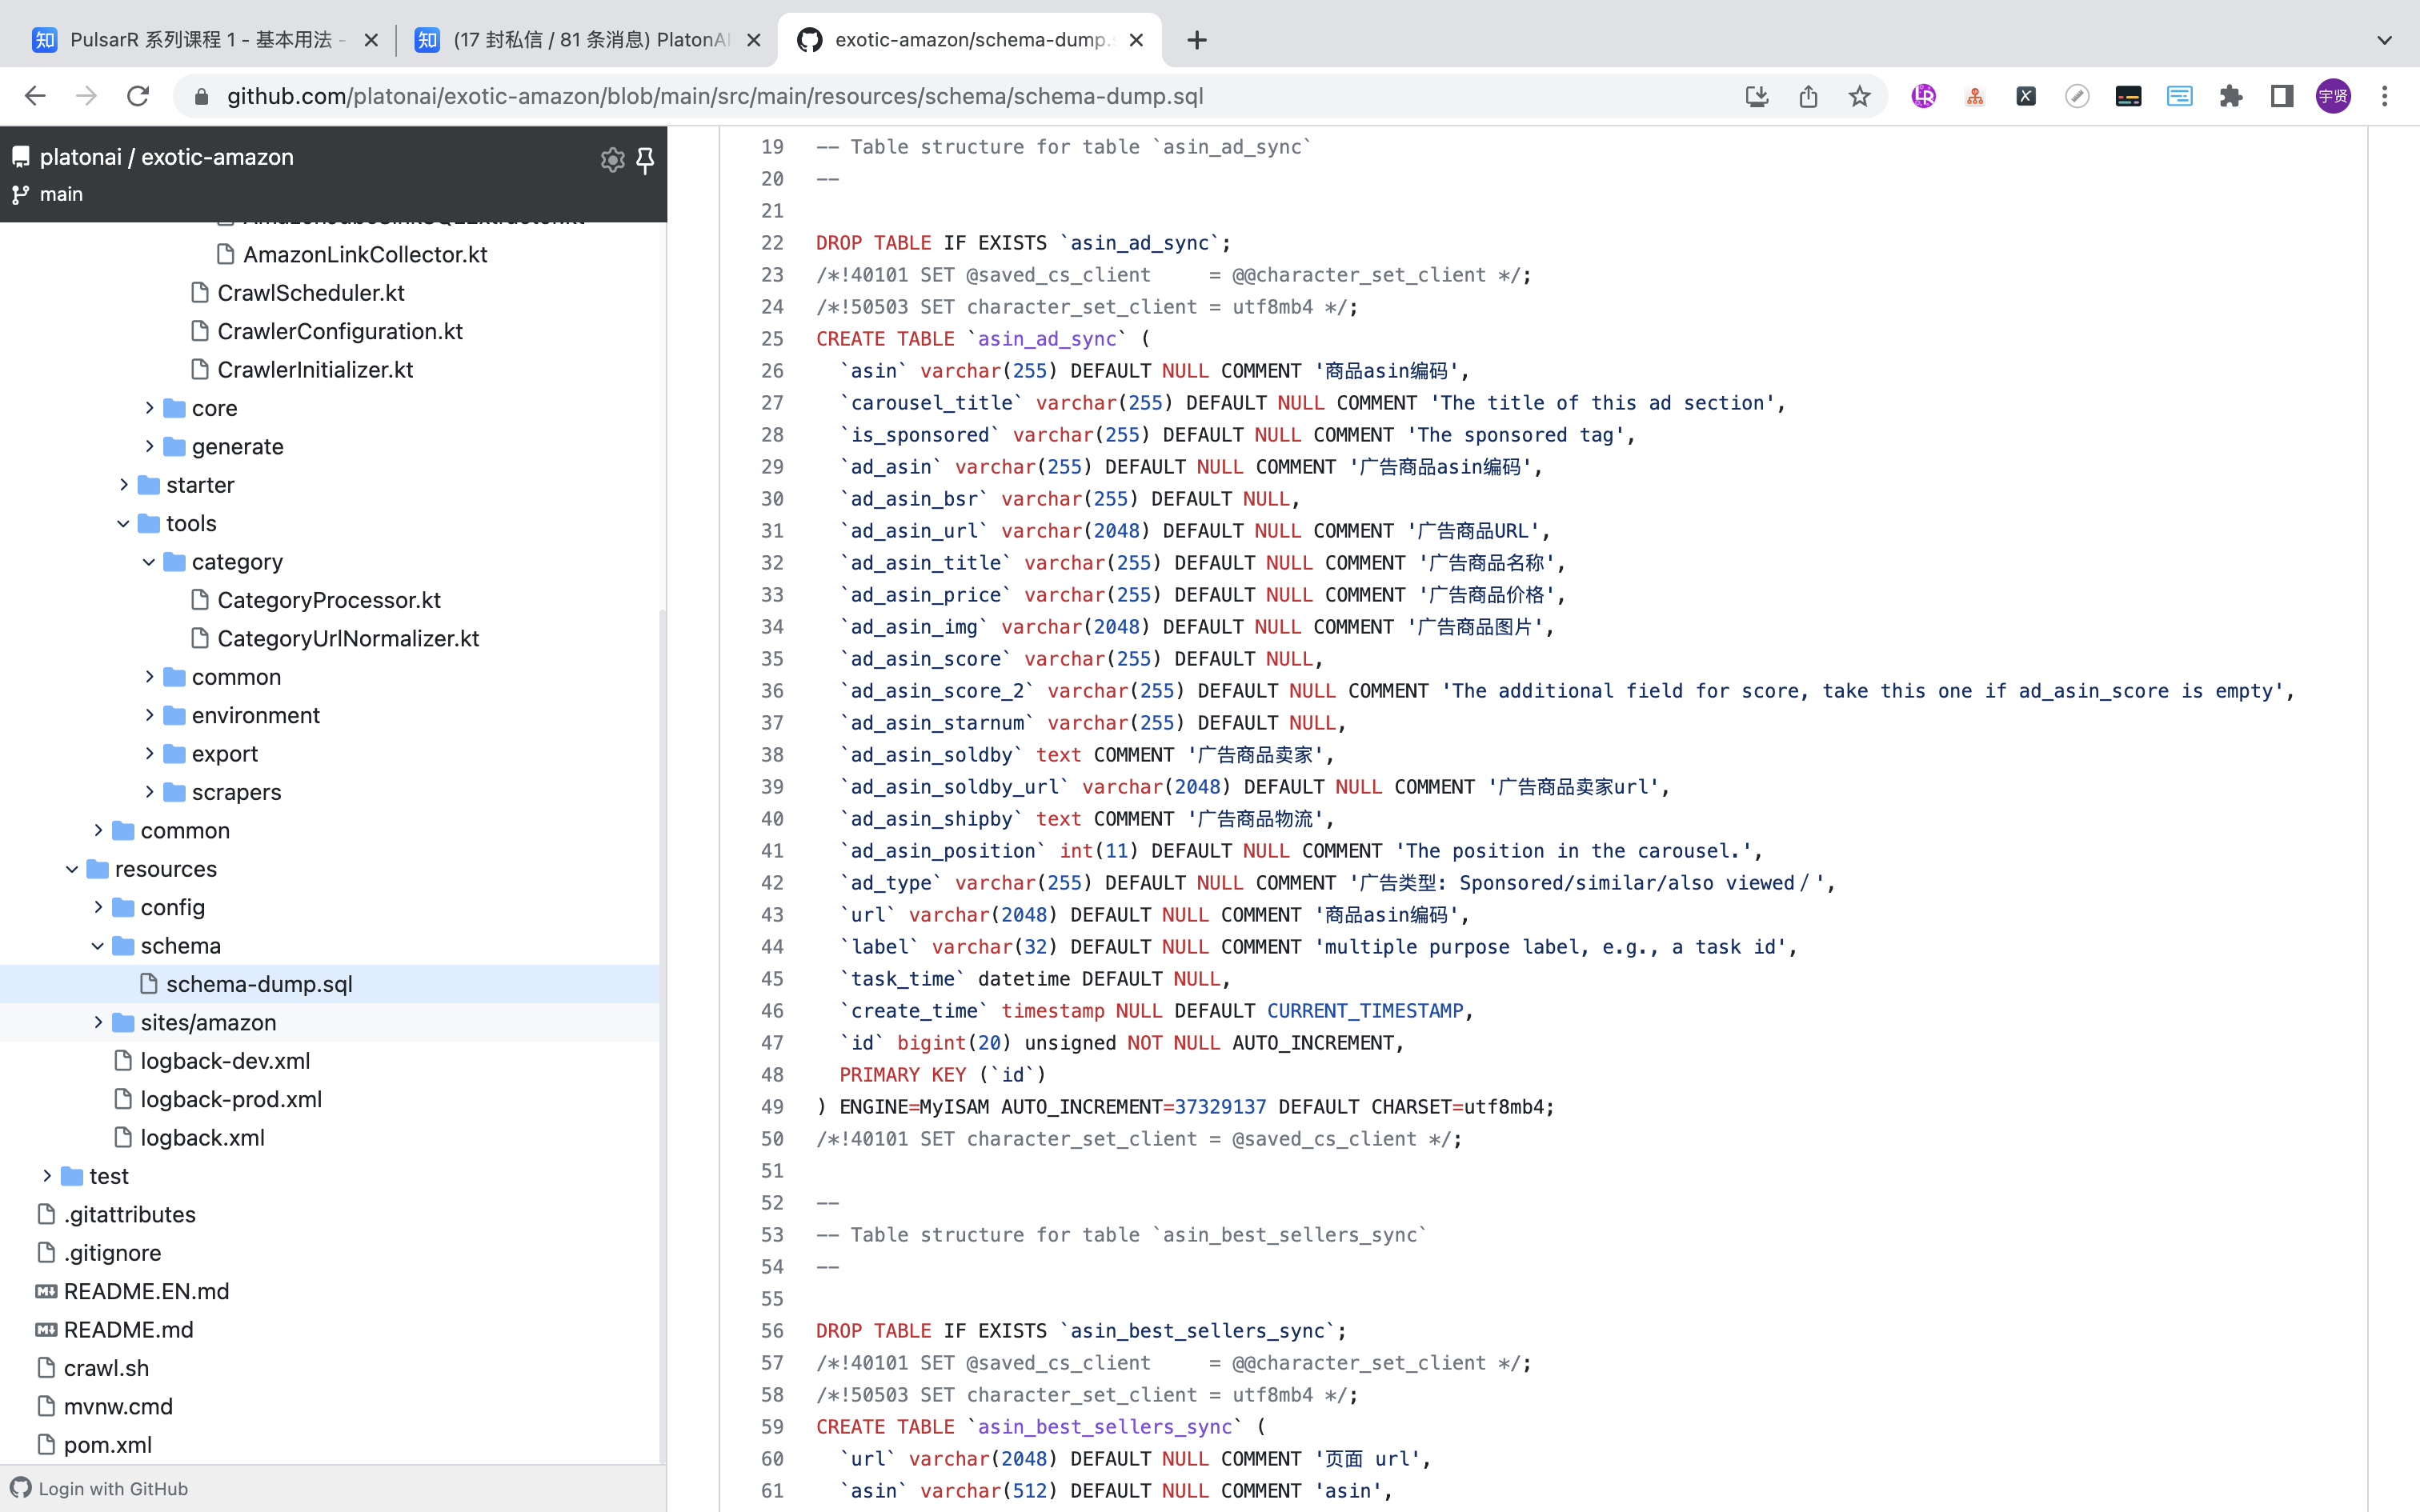 PulsarR 系列课程 1 - 基本用法 -
(17 封私信 / 81 条消息) PlatonAI
exotic-amazon/schema-dump.
github.com/platonai/exotic-amazon/blob/main/src/main/resources/schema/schema-dump.sql
宇贤
platonai / exotic-amazon
main
AmazonLinkCollector.kt
CrawlScheduler.kt
CrawlerConfiguration.kt
CrawlerInitializer.kt
core
generate
starter
tools
category
CategoryProcessor.kt
CategoryUrlNormalizer.kt
common
environment
export
scrapers
common
resources
config
schema
schema-dump.sql
sites/amazon
logback-dev.xml
logback-prod.xml
logback.xml
test
.gitattributes
.gitignore
README.EN.md
README.md
crawl.sh
mvnw.cmd
pom.xml
Login with GitHub
19 -- Table structure for table `asin_ad_sync`
20 --
21
22 DROP TABLE IF EXISTS `asin_ad_sync`;
23 /*!40101 SET @saved_cs_client     = @@character_set_client */;
24 /*!50503 SET character_set_client = utf8mb4 */;
25 CREATE TABLE `asin_ad_sync` (
26   `asin` varchar(255) DEFAULT NULL COMMENT '商品asin编码',
27   `carousel_title` varchar(255) DEFAULT NULL COMMENT 'The title of this ad section',
28   `is_sponsored` varchar(255) DEFAULT NULL COMMENT 'The sponsored tag',
29   `ad_asin` varchar(255) DEFAULT NULL COMMENT '广告商品asin编码',
30   `ad_asin_bsr` varchar(255) DEFAULT NULL,
31   `ad_asin_url` varchar(2048) DEFAULT NULL COMMENT '广告商品URL',
32   `ad_asin_title` varchar(255) DEFAULT NULL COMMENT '广告商品名称',
33   `ad_asin_price` varchar(255) DEFAULT NULL COMMENT '广告商品价格',
34   `ad_asin_img` varchar(2048) DEFAULT NULL COMMENT '广告商品图片',
35   `ad_asin_score` varchar(255) DEFAULT NULL,
36   `ad_asin_score_2` varchar(255) DEFAULT NULL COMMENT 'The additional field for score, take this one if ad_asin_score is empty',
37   `ad_asin_starnum` varchar(255) DEFAULT NULL,
38   `ad_asin_soldby` text COMMENT '广告商品卖家',
39   `ad_asin_soldby_url` varchar(2048) DEFAULT NULL COMMENT '广告商品卖家url',
40   `ad_asin_shipby` text COMMENT '广告商品物流',
41   `ad_asin_position` int(11) DEFAULT NULL COMMENT 'The position in the carousel.',
42   `ad_type` varchar(255) DEFAULT NULL COMMENT '广告类型: Sponsored/similar/also viewed/',
43   `url` varchar(2048) DEFAULT NULL COMMENT '商品asin编码',
44   `label` varchar(32) DEFAULT NULL COMMENT 'multiple purpose label, e.g., a task id',
45   `task_time` datetime DEFAULT NULL,
46   `create_time` timestamp NULL DEFAULT CURRENT_TIMESTAMP,
47   `id` bigint(20) unsigned NOT NULL AUTO_INCREMENT,
48   PRIMARY KEY (`id`)
49 ) ENGINE=MyISAM AUTO_INCREMENT=37329137 DEFAULT CHARSET=utf8mb4;
50 /*!40101 SET character_set_client = @saved_cs_client */;
51
52 --
53 -- Table structure for table `asin_best_sellers_sync`
54 --
55
56 DROP TABLE IF EXISTS `asin_best_sellers_sync`;
57 /*!40101 SET @saved_cs_client     = @@character_set_client */;
58 /*!50503 SET character_set_client = utf8mb4 */;
59 CREATE TABLE `asin_best_sellers_sync` (
60   `url` varchar(2048) DEFAULT NULL COMMENT '页面 url',
61   `asin` varchar(512) DEFAULT NULL COMMENT 'asin',